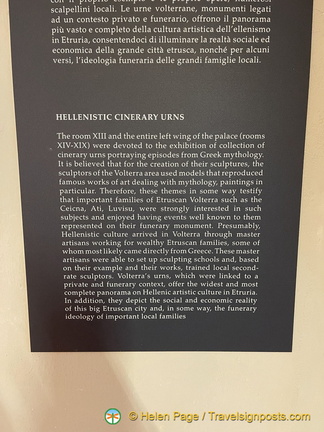 con il proprio esempio e le proprie opere, numerosi
scalpellini locali. Le urne volterrane, monumenti legati
ad un contesto privato e funerario, offrono il panorama
più vasto e completo della cultura artistica dell'ellenismo
in Etruria, consentendoci di illuminare la realtà sociale ed
economica della grande città etrusca, nonché per alcuni
versi, l'ideologia funeraria delle grandi famiglie locali.
HELLENISTIC CINERARY URNS
The room XIII and the entire left wing of the palace (rooms
XIV-XIX) were devoted to the exhibition of collection of
cinerary urns portraying episodes from Greek mythology.
It is believed that for the creation of their sculptures, the
sculptors of the Volterra area used models that reproduced
famous works of art dealing with mythology, paintings in
particular. Therefore, these themes in some way testify
that important families of Etruscan Volterra such as the
Ceicna, Ati, Luvisu, were strongly interested in such
subjects and enjoyed having events well known to them
represented on their funerary monument. Presumably,
Hellenistic culture arrived in Volterra through master
artisans working for wealthy Etruscan families, some of
whom most likely came directly from Greece. These master
artisans were able to set up sculpting schools and, based
on their example and their works, trained local second-
rate sculptors. Volterra's urns, which were linked to a
private and funerary context, offer the widest and most
complete panorama on Hellenic artistic culture in Etruria.
In addition, they depict the social and economic reality
of this big Etruscan city and, in some way, the funerary
ideology of important local families
© Helen Page / Travelsignposts.com